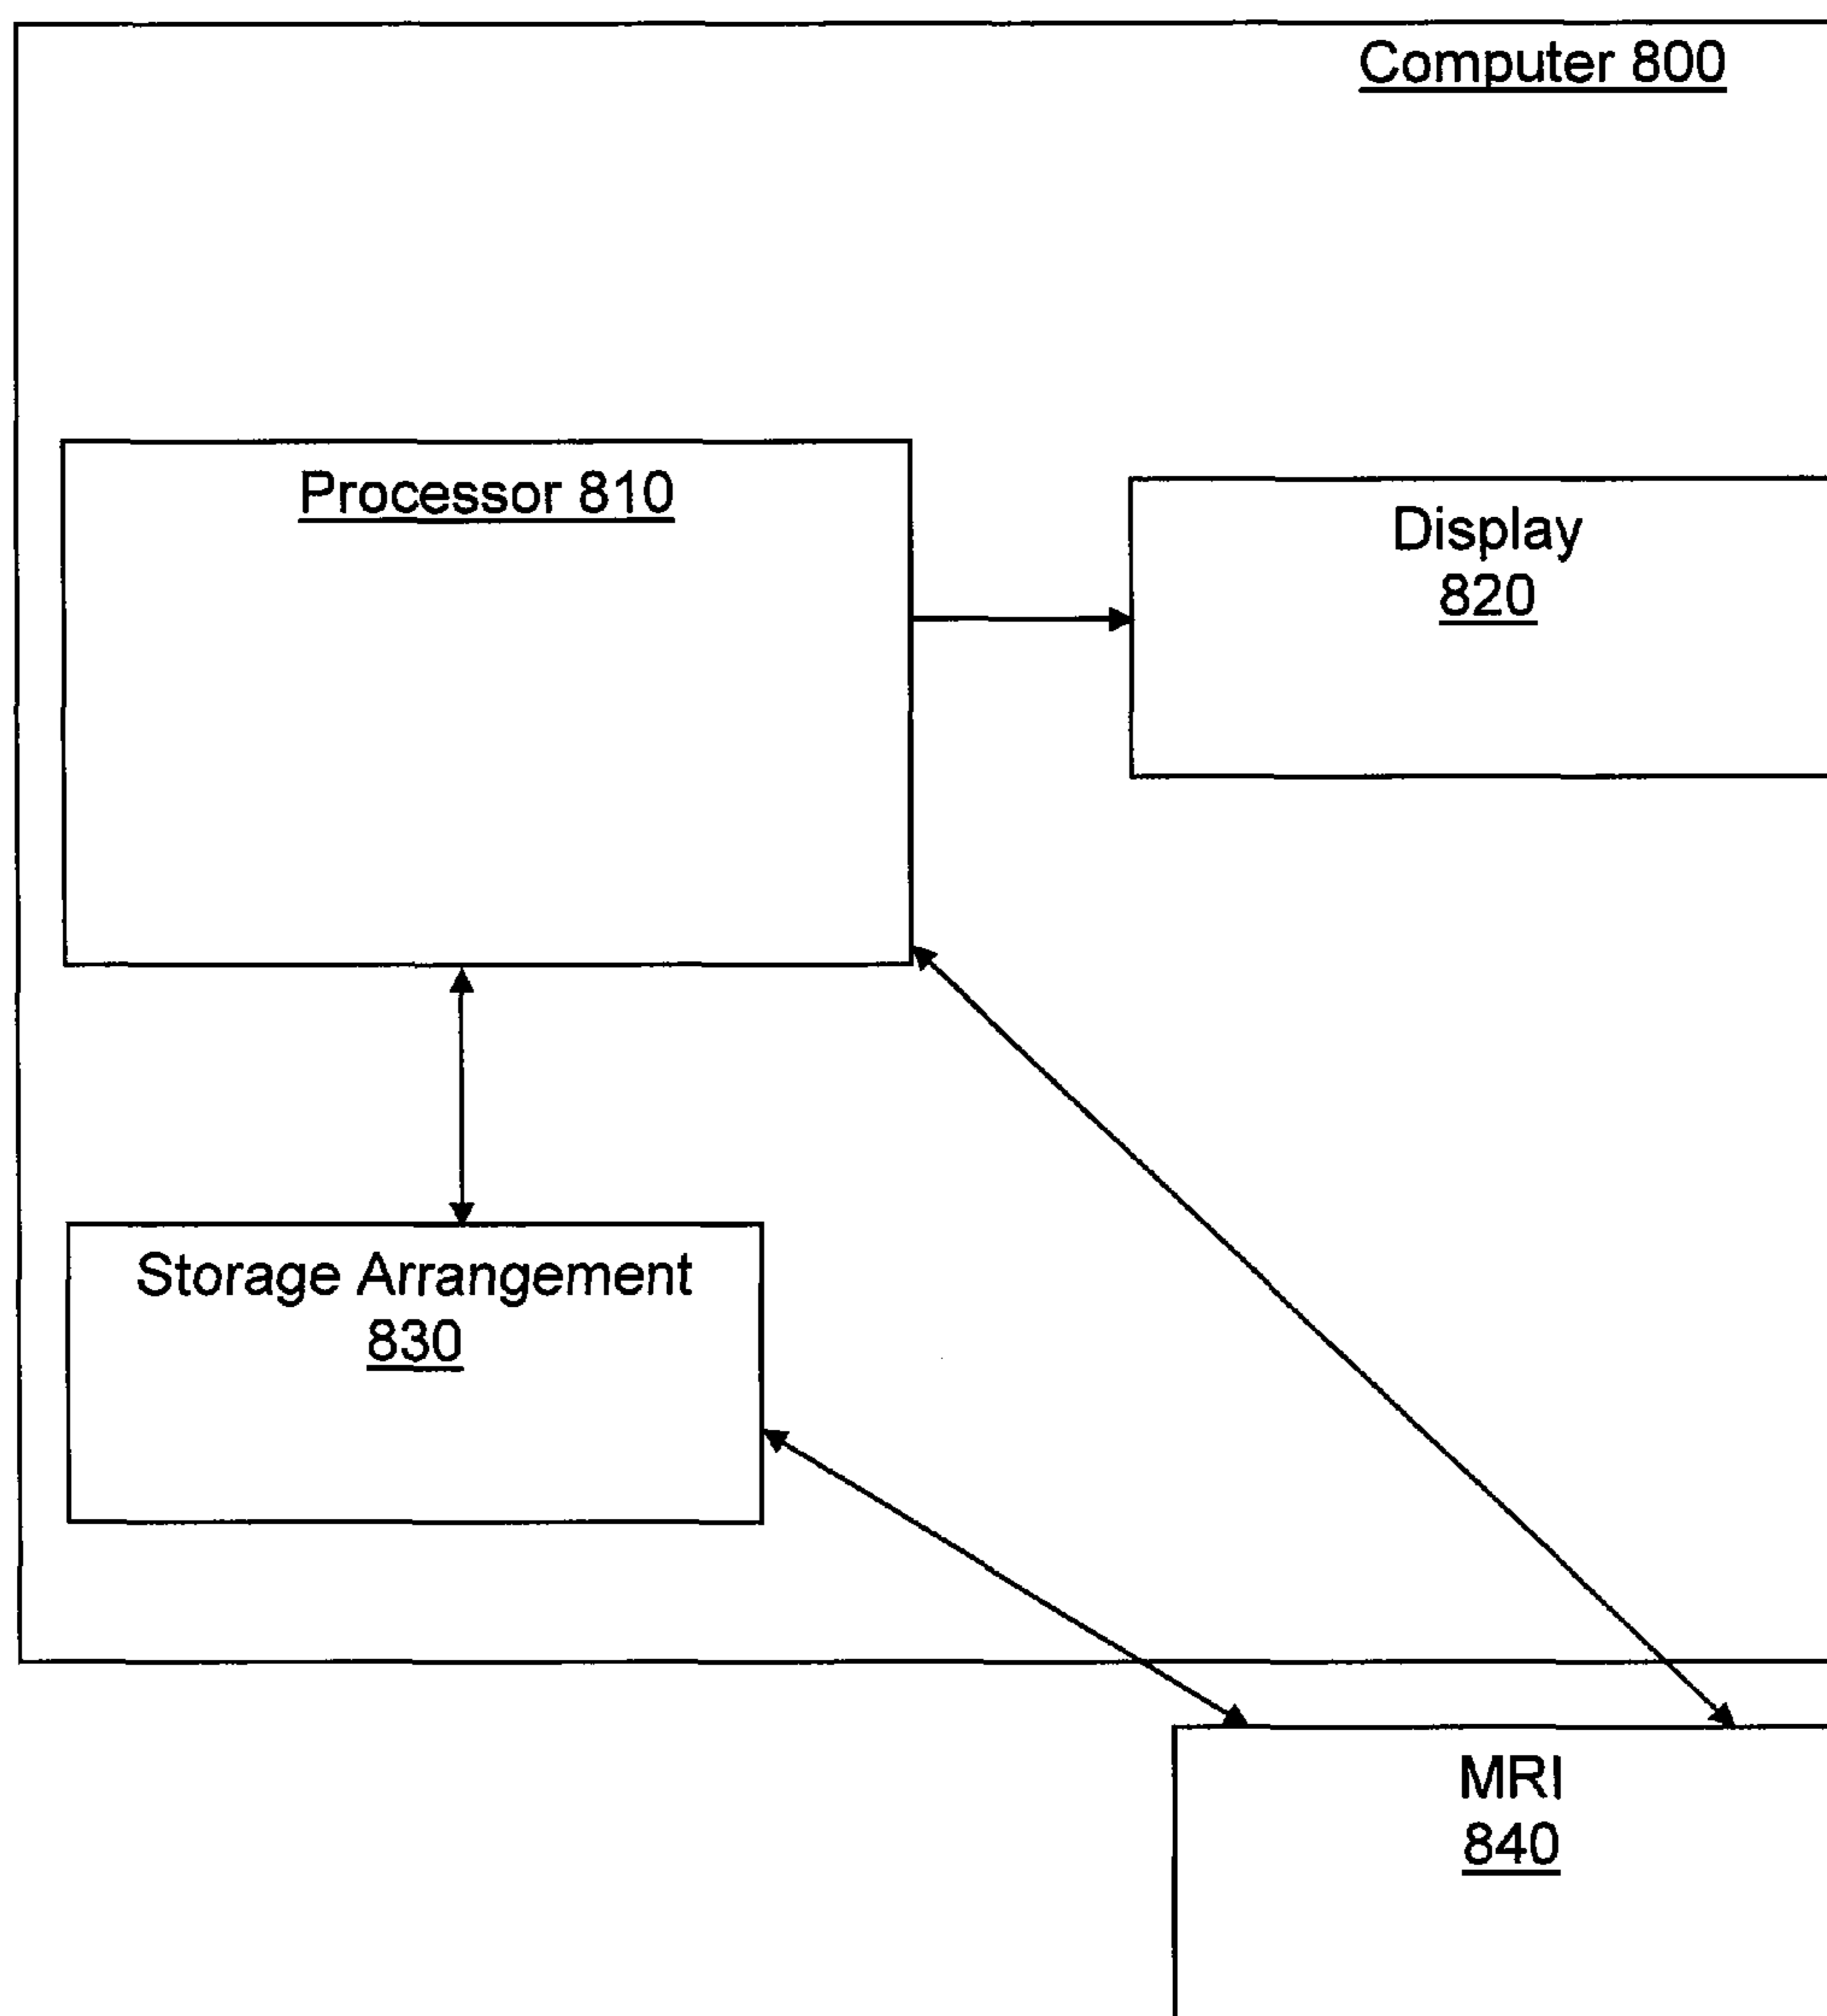 Computer 800
Processor 810
Display
820
Storage Arrangement
830
MRI
840